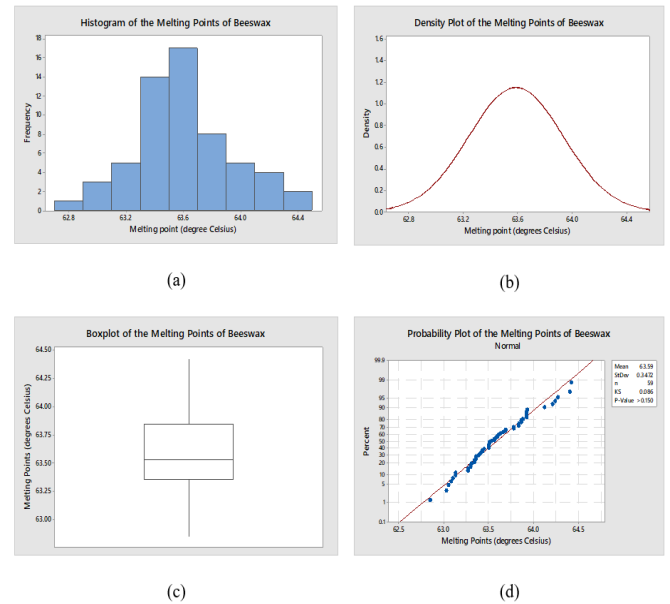 Histogram of the Melting Points of Beeswax
18
16
14
12
10
8
6
4
2
0
Frequency
62.8 63.2 63.6 64.0 64.4
Melting point (degree Celsius)
(a)
Density Plot of the Melting Points of Beeswax
1.6
1.4
1.2
1.0
0.8
0.6
0.4
0.2
0.0
Density
62.8 63.2 63.6 64.0 64.4
Melting point (degrees Celsius)
(b)
Boxplot of the Melting Points of Beeswax
64.50
64.25
64.00
63.75
63.50
63.25
63.00
Melting Points (degrees Celsius)
(c)
Probability Plot of the Melting Points of Beeswax
Normal
99.9
99
95
90
80
70
60
50
40
30
20
10
5
1
0.1
Percent
62.5 63.0 63.5 64.0 64.5
Melting Points (degrees Celsius)
Mean 63.59
StDev 0.3472
n 59
KS 0.086
P-Value >0.150
(d)